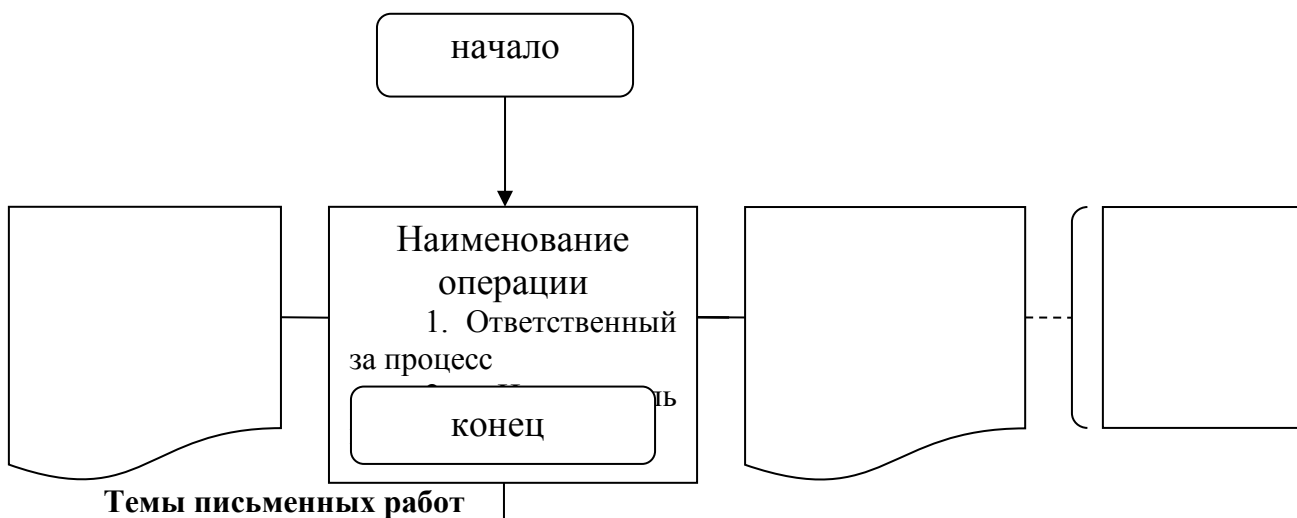 начало
Наименование
операции
1. Ответственный
за процесс
конец
Темы письменных работ